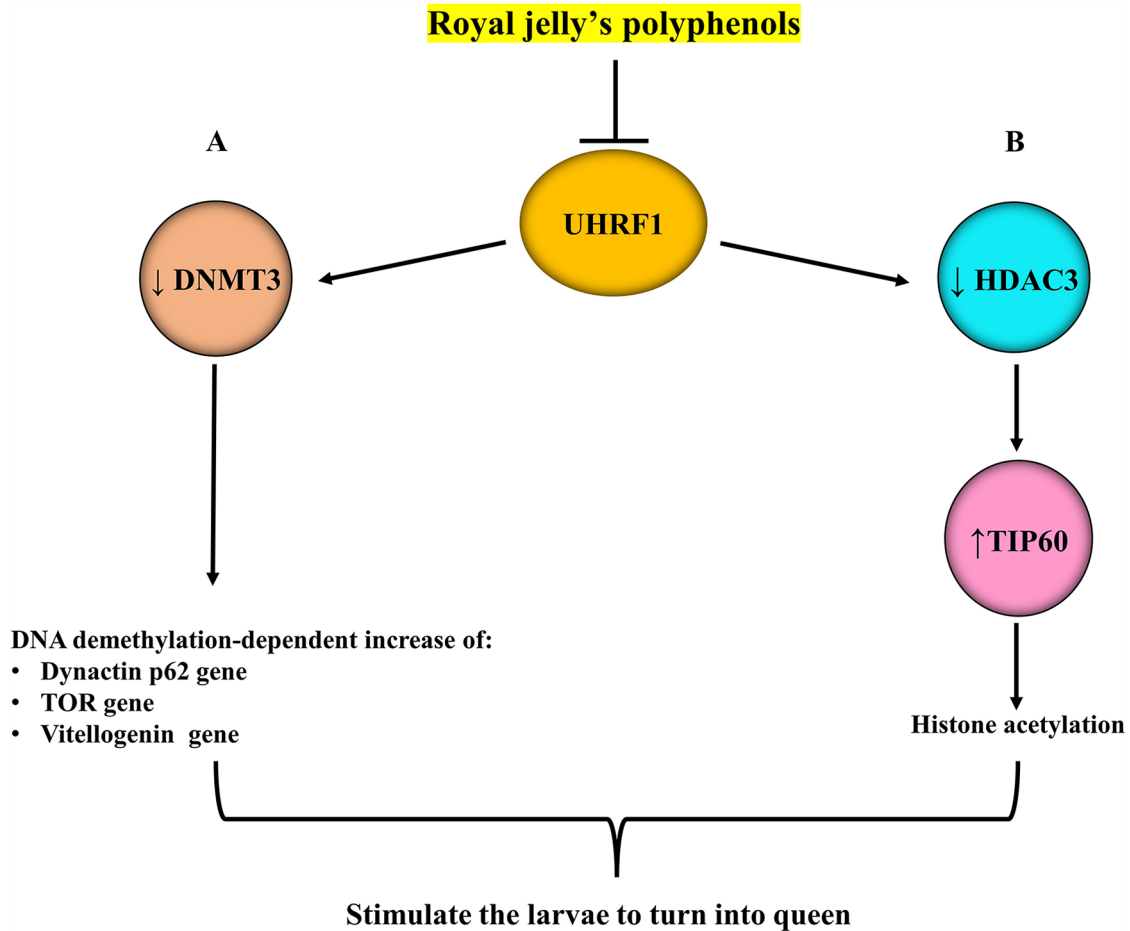 Royal jelly's polyphenols
A
B
UHRF1
↓ DNMT3
↓ HDAC3
↑TIP60
DNA demethylation-dependent increase of:
• Dynactin p62 gene
• TOR gene
• Vitellogenin gene
Histone acetylation
Stimulate the larvae to turn into queen